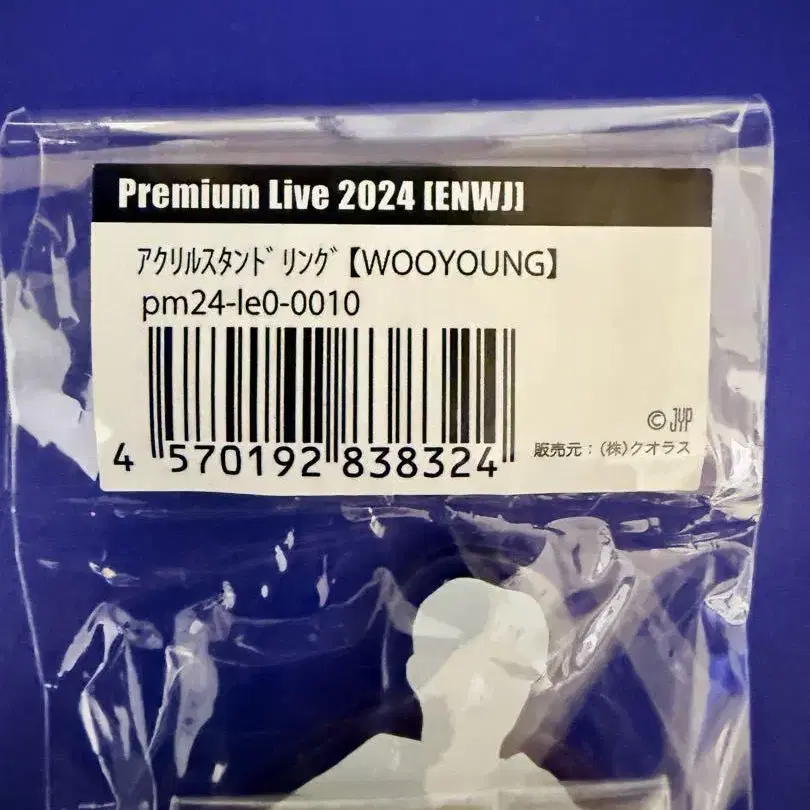 Premium Live 2024 [ENWJ]
ｱｸﾘﾙｽﾀﾝﾄﾞﾘﾝｸﾞ【WOOYOUNG】
pm24-le0-0010
4 570192 838324
© JYP
販売元：(株)クオラス